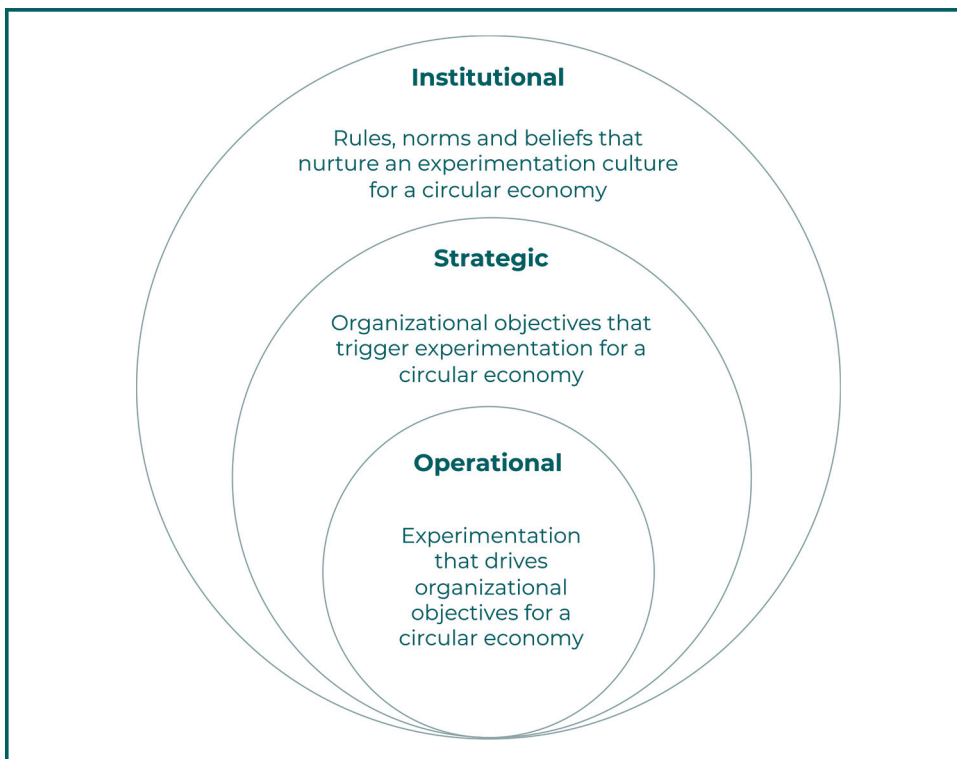 Institutional
Rules, norms and beliefs that
nurture an experimentation culture
for a circular economy
Strategic
Organizational objectives that
trigger experimentation for a
circular economy
Operational
Experimentation
that drives
organizational
objectives for a
circular economy